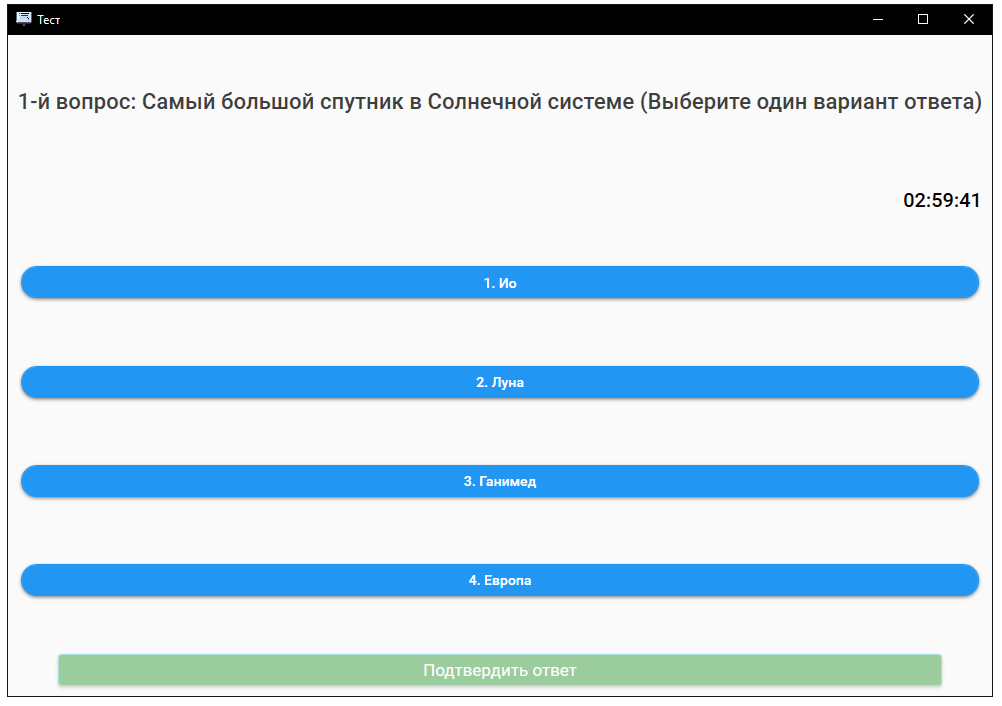 Тест
1-й вопрос: Самый большой спутник в Солнечной системе (Выберите один вариант ответа)
02:59:41
1. Ио
2. Луна
3. Ганимед
4. Европа
Подтвердить ответ